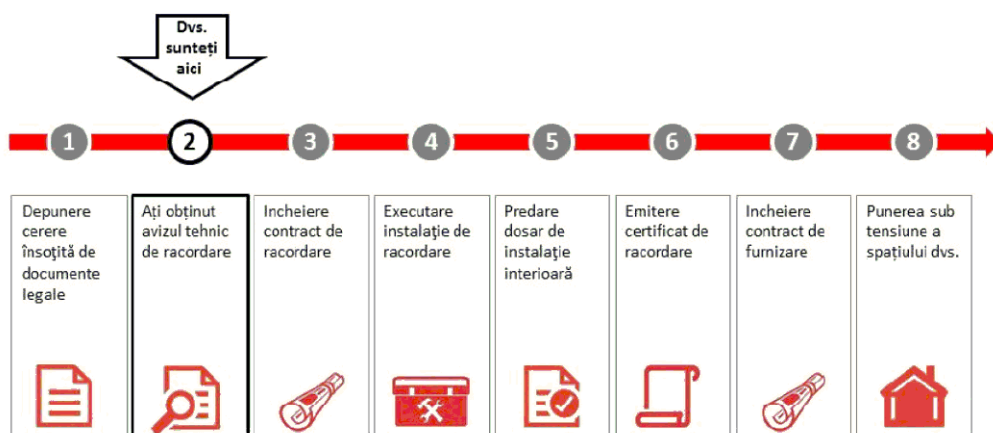 Dvs.
sunteți
aici
1
2
3
4
5
6
7
8
Depunere
cerere
însoţită de
documente
legale
Ați obținut
avizul tehnic
de racordare
Incheiere
contract de
racordare
Executare
instalaţie de
racordare
Predare
dosar de
instalaţie
interioară
Emitere
certificat de
racordare
Incheiere
contract de
furnizare
Punerea sub
tensiune a
spațiului dvs.